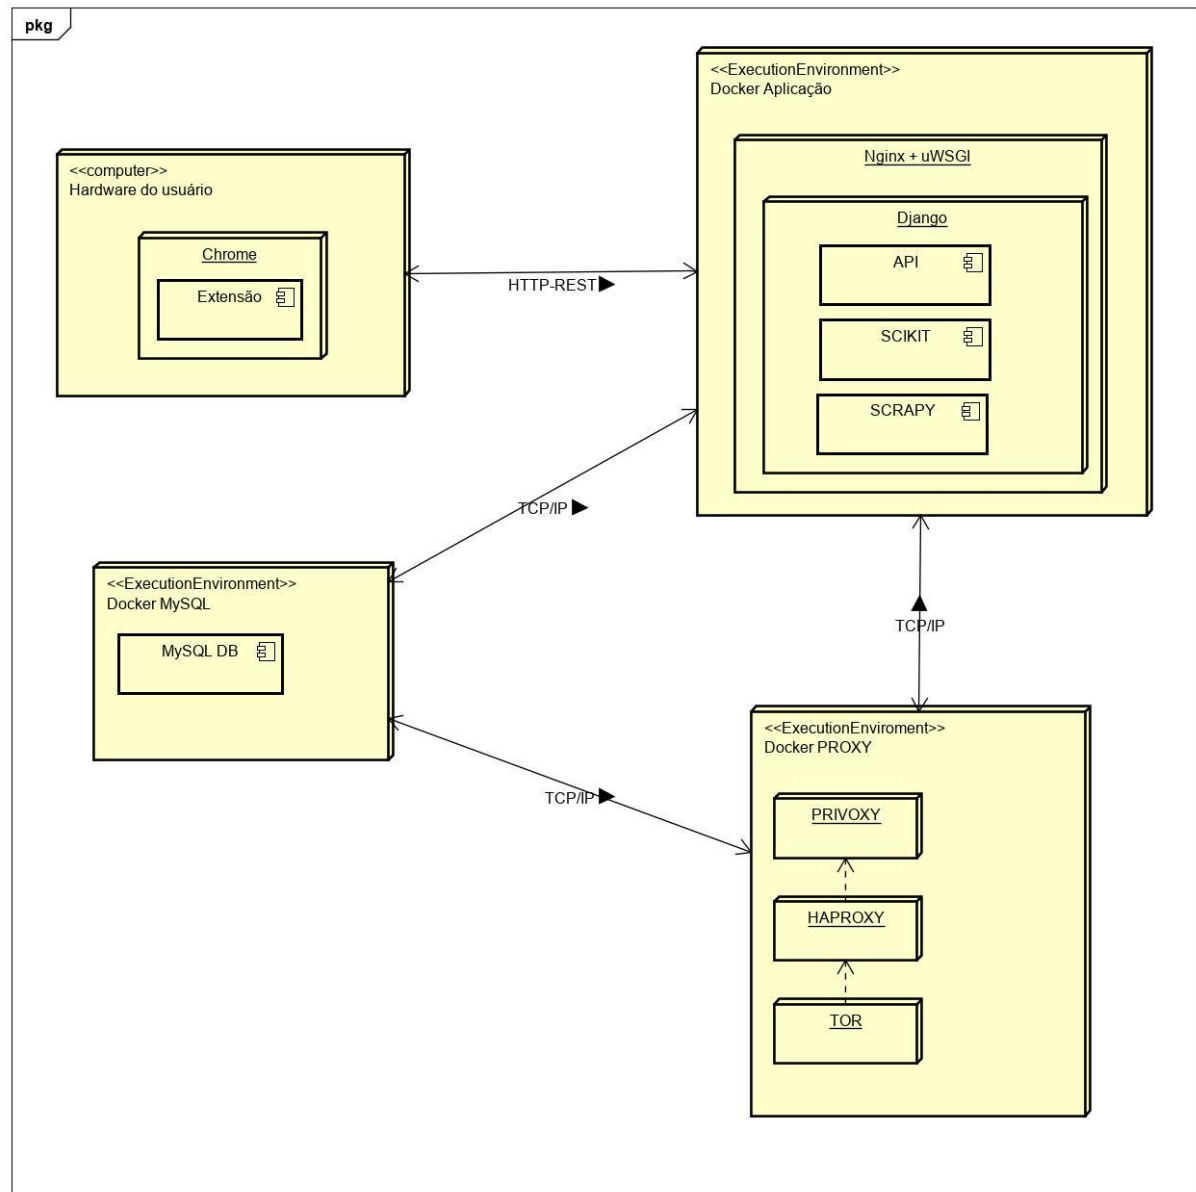 pkg
<<ExecutionEnvironment>>
Docker Aplicação
Nginx + uWSGI
Django
API
SCIKIT
SCRAPY
<<computer>>
Hardware do usuário
Chrome
Extensão
HTTP-REST
TCP/IP
<<ExecutionEnvironment>>
Docker MySQL
MySQL DB
TCP/IP
TCP/IP
<<ExecutionEnviroment>>
Docker PROXY
PRIVOXY
HAPROXY
TOR